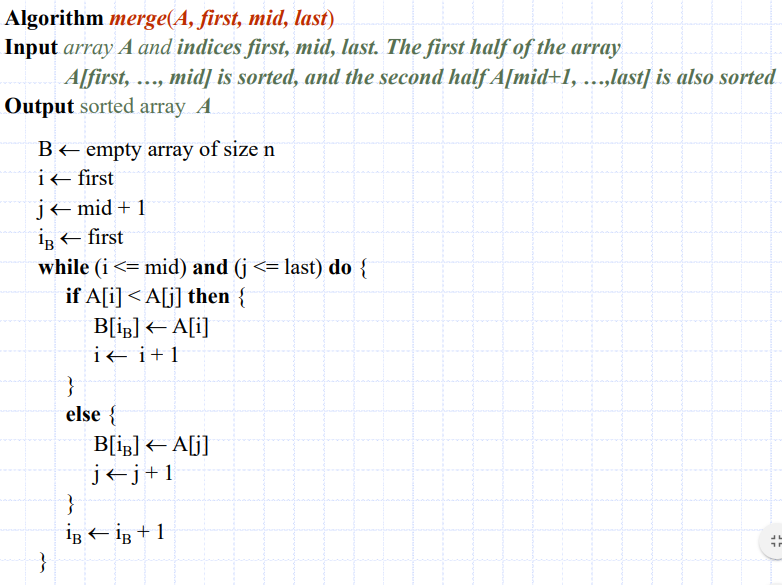 Algorithm merge(A, first, mid, last)
Input array A and indices first, mid, last. The first half of the array
A[first, …, mid] is sorted, and the second half A[mid+1, …,last] is also sorted
Output sorted array A
B ← empty array of size n
i ← first
j ← mid + 1
iB ← first
while (i <= mid) and (j <= last) do {
if A[i] < A[j] then {
B[iB] ← A[i]
i ← i + 1
}
else {
B[iB] ← A[j]
j ← j + 1
}
iB ← iB + 1
}